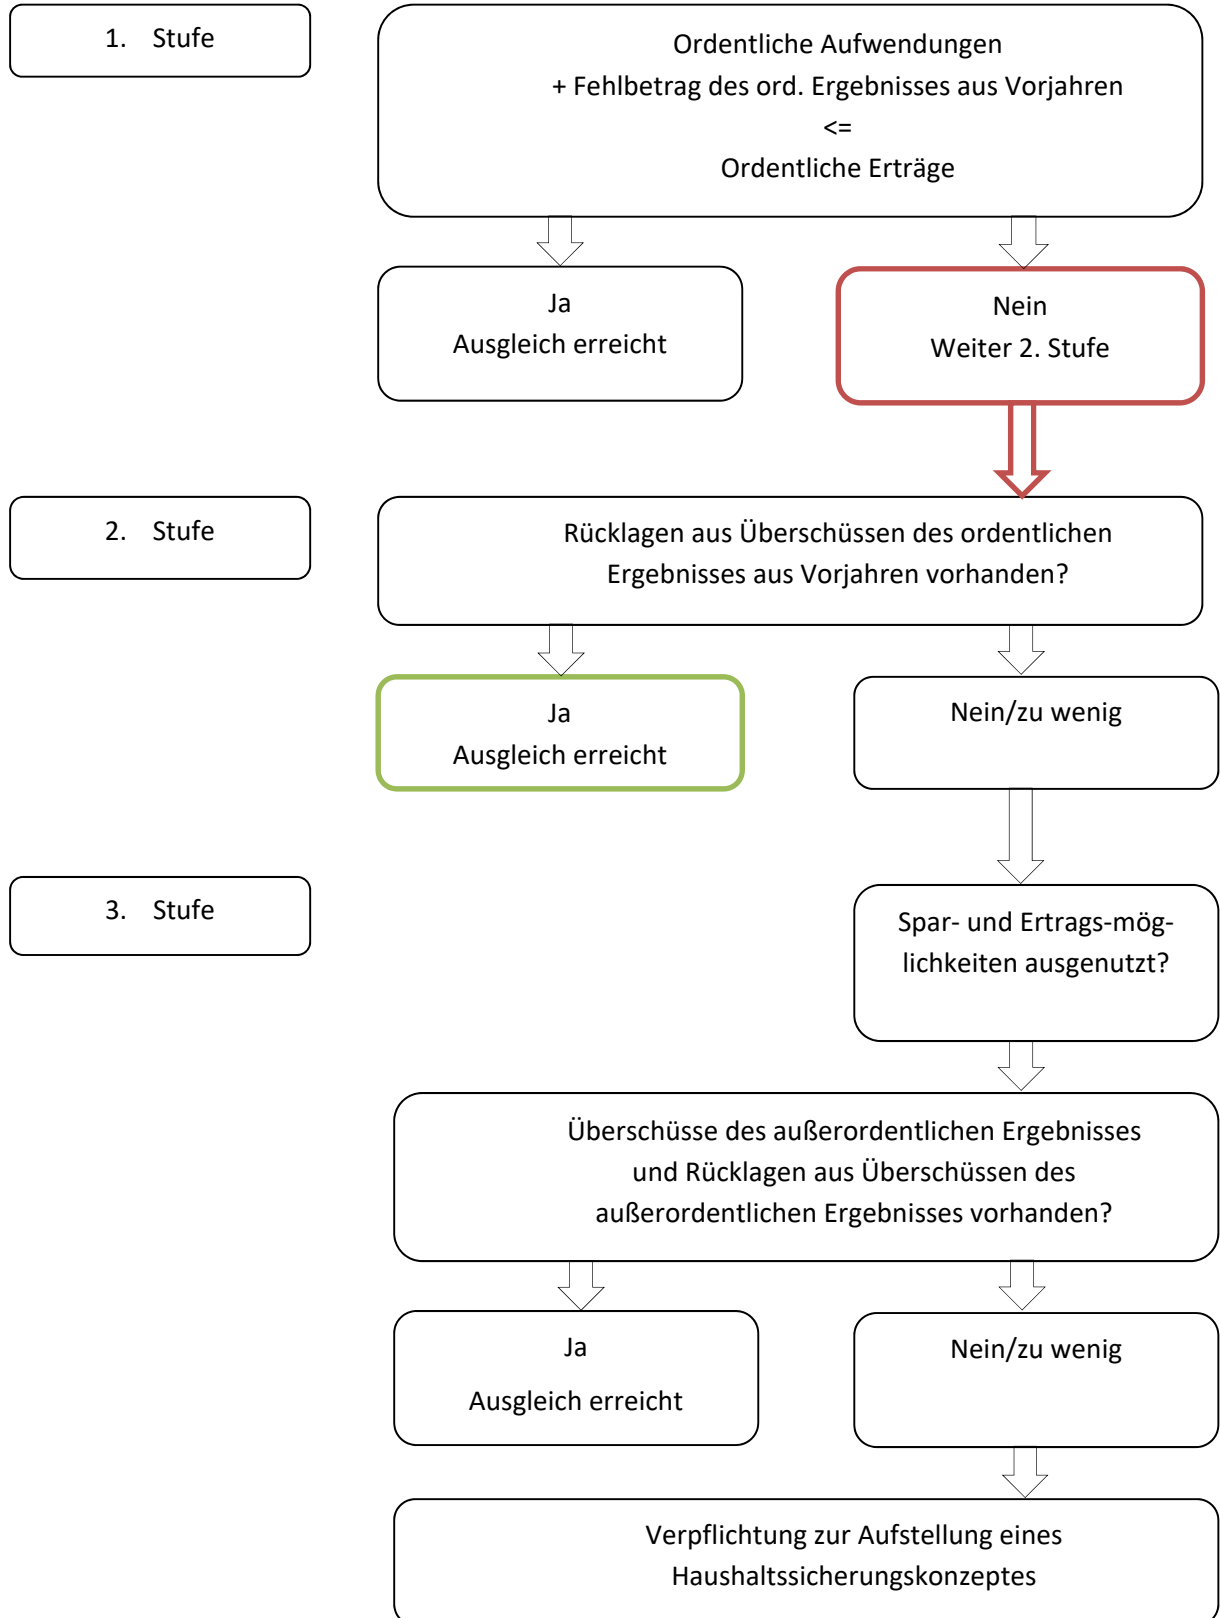 1. Stufe
Ordentliche Aufwendungen
+ Fehlbetrag des ord. Ergebnisses aus Vorjahren
<=
Ordentliche Erträge
Ja
Ausgleich erreicht
Nein
Weiter 2. Stufe
2. Stufe
Rücklagen aus Überschüssen des ordentlichen
Ergebnisses aus Vorjahren vorhanden?
Ja
Ausgleich erreicht
Nein/zu wenig
3. Stufe
Spar- und Ertrags-mög-
lichkeiten ausgenutzt?
Überschüsse des außerordentlichen Ergebnisses
und Rücklagen aus Überschüssen des
außerordentlichen Ergebnisses vorhanden?
Ja
Ausgleich erreicht
Nein/zu wenig
Verpflichtung zur Aufstellung eines
Haushaltssicherungskonzeptes